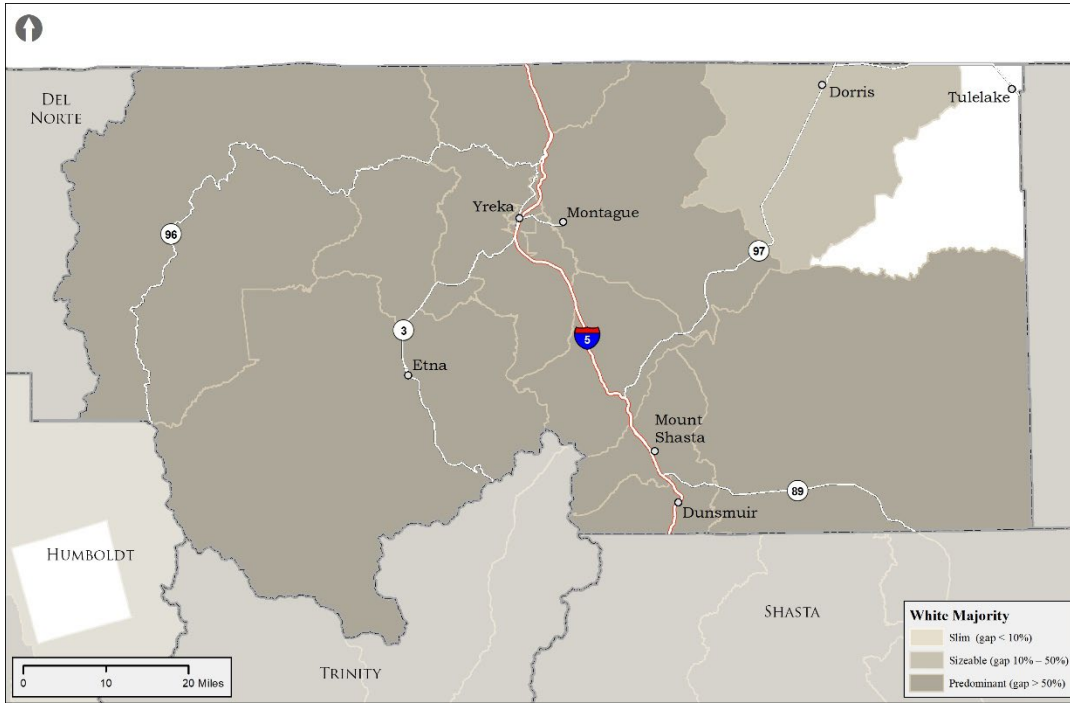 DEL
NORTE
Dorris
Tulelake
Yreka
Montague
96
97
3
5
Etna
Mount
Shasta
89
Dunsmuir
HUMBOLDT
SHASTA
TRINITY
White Majority
Slim (gap < 10%)
Sizeable (gap 10% – 50%)
Predominant (gap > 50%)
0 10 20 Miles